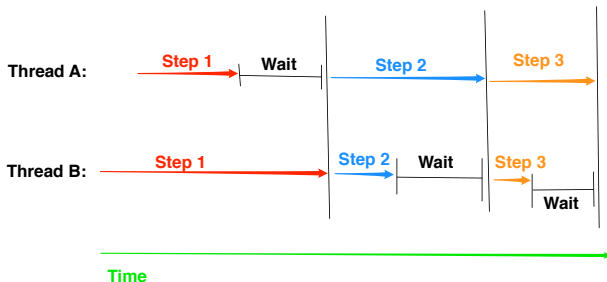 Thread A:
Step 1
Wait
Step 2
Step 3
Thread B:
Step 1
Step 2
Wait
Step 3
Wait
Time